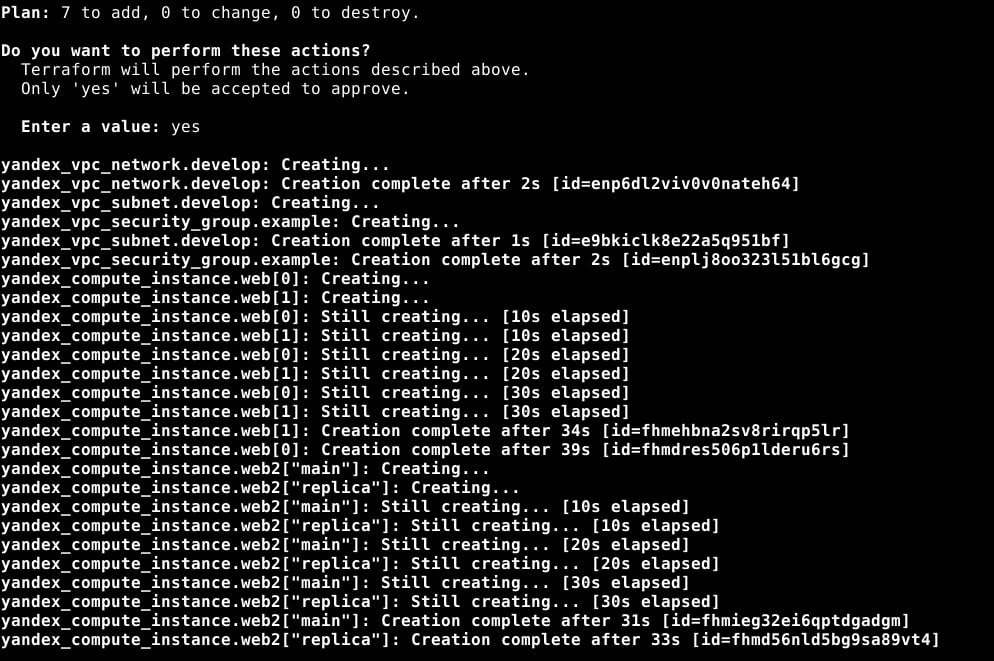 Plan: 7 to add, 0 to change, 0 to destroy.
Do you want to perform these actions?
Terraform will perform the actions described above.
Only 'yes' will be accepted to approve.
Enter a value: yes
yandex_vpc_network.develop: Creating...
yandex_vpc_network.develop: Creation complete after 2s [id=enp6dl2viv0v0nateh64]
yandex_vpc_subnet.develop: Creating...
yandex_vpc_security_group.example: Creating...
yandex_vpc_subnet.develop: Creation complete after 1s [id=e9bkiclk8e22a5q951bf]
yandex_vpc_security_group.example: Creation complete after 2s [id=enplj8oo323l51bl6gcg]
yandex_compute_instance.web[0]: Creating...
yandex_compute_instance.web[1]: Creating...
yandex_compute_instance.web[0]: Still creating... [10s elapsed]
yandex_compute_instance.web[1]: Still creating... [10s elapsed]
yandex_compute_instance.web[0]: Still creating... [20s elapsed]
yandex_compute_instance.web[1]: Still creating... [20s elapsed]
yandex_compute_instance.web[0]: Still creating... [30s elapsed]
yandex_compute_instance.web[1]: Still creating... [30s elapsed]
yandex_compute_instance.web[1]: Creation complete after 34s [id=fhmehbna2sv8rirqp5lr]
yandex_compute_instance.web[0]: Creation complete after 39s [id=fhmdres506p1lderu6rs]
yandex_compute_instance.web2["main"]: Creating...
yandex_compute_instance.web2["replica"]: Creating...
yandex_compute_instance.web2["main"]: Still creating... [10s elapsed]
yandex_compute_instance.web2["replica"]: Still creating... [10s elapsed]
yandex_compute_instance.web2["main"]: Still creating... [20s elapsed]
yandex_compute_instance.web2["replica"]: Still creating... [20s elapsed]
yandex_compute_instance.web2["main"]: Still creating... [30s elapsed]
yandex_compute_instance.web2["replica"]: Still creating... [30s elapsed]
yandex_compute_instance.web2["main"]: Creation complete after 31s [id=fhmieg32ei6qptdgadgm]
yandex_compute_instance.web2["replica"]: Creation complete after 33s [id=fhmd56nld5bg9sa89vt4]